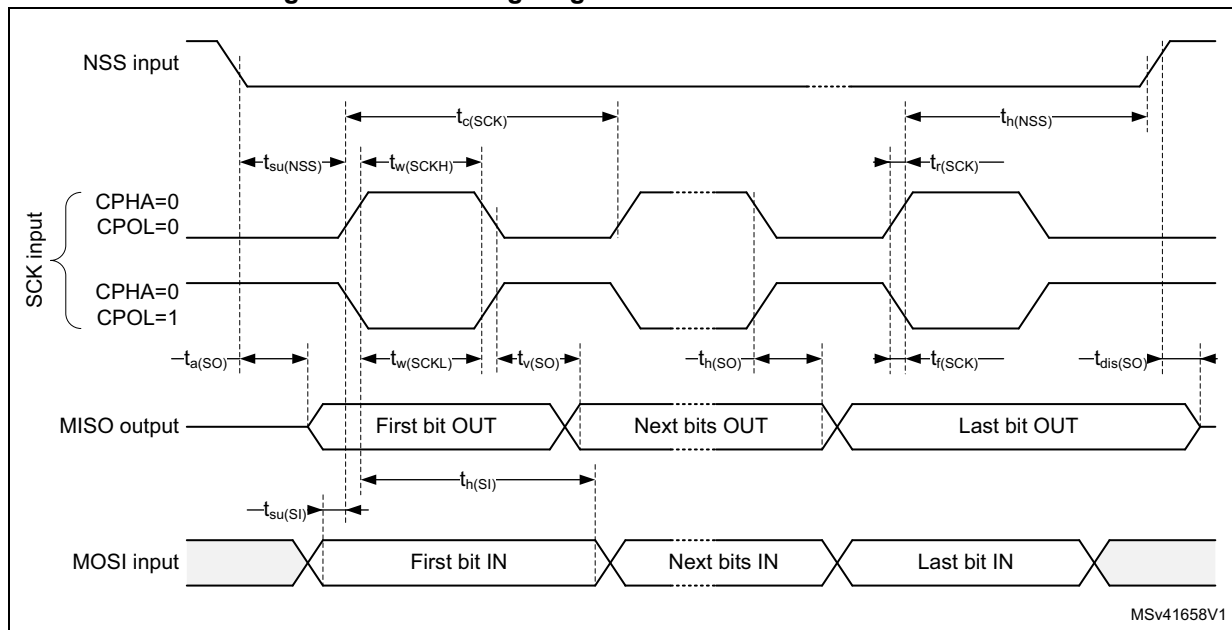 NSS input
tc(SCK)
th(NSS)
tsu(NSS)
tw(SCKH)
tr(SCK)
SCK input
CPHA=0
CPOL=0
CPHA=0
CPOL=1
ta(SO)
tw(SCKL)
tv(SO)
th(SO)
tf(SCK)
tdis(SO)
MISO output
First bit OUT
Next bits OUT
Last bit OUT
th(SI)
tsu(SI)
MOSI input
First bit IN
Next bits IN
Last bit IN
MSv41658V1